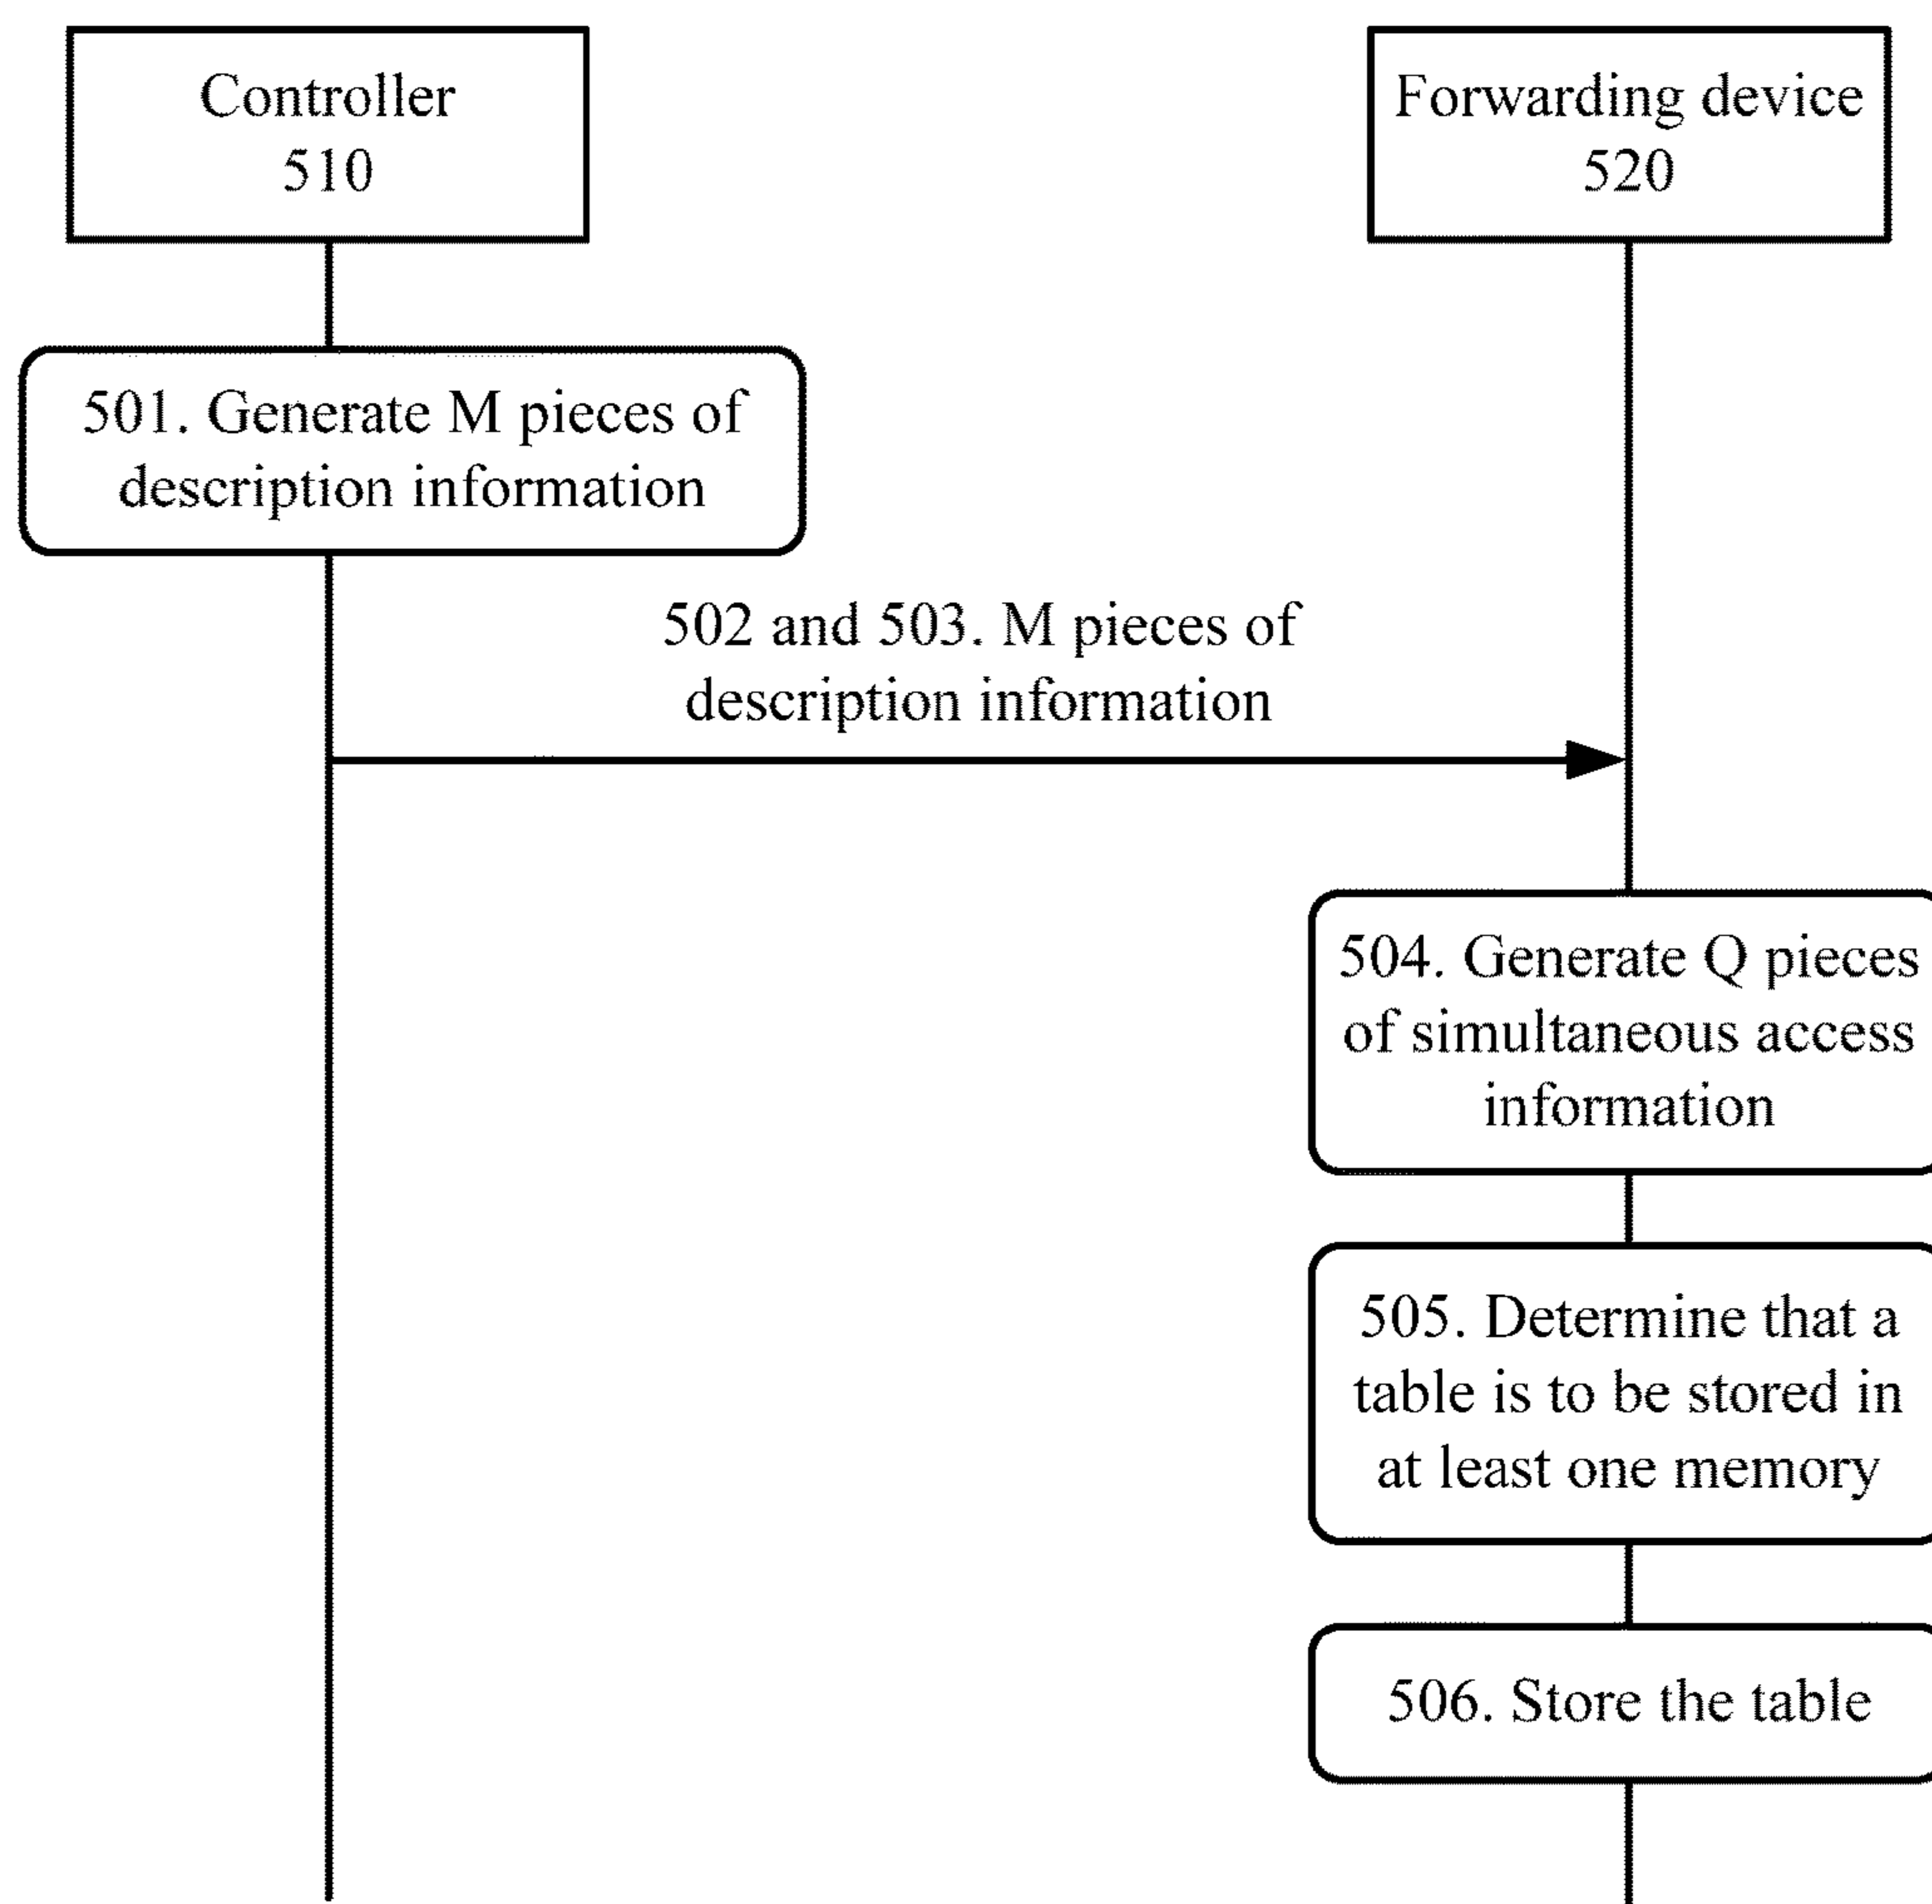 Controller
510
Forwarding device
520
501. Generate M pieces of
description information
502 and 503. M pieces of
description information
504. Generate Q pieces
of simultaneous access
information
505. Determine that a
table is to be stored in
at least one memory
506. Store the table